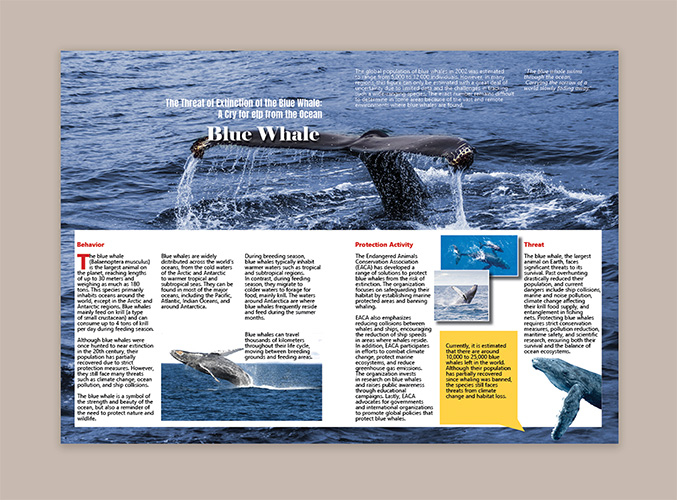 The global population of blue whales in 2002 was estimated
to range from 5,000 to 12,000 individuals. However, in many
regions, this figure can only be estimated with a great deal of
uncertainty due to limited data and the challenges in tracking
such a wide-ranging species. The exact number remains difficult
to determine in some areas because of the vast and remote
environments where blue whales are found.
"The blue whale swims
through the ocean,
Carrying the sorrow of a
world slowly fading away"
The Threat of Extinction of the Blue Whale:
A Cry for elp from the Ocean
Blue Whale
Behavior
The blue whale
(Balaenoptera musculus)
is the largest animal on
the planet, reaching lengths
of up to 30 meters and
weighing as much as 180
tons. This species primarily
inhabits oceans around the
world, except in the Arctic and
Antarctic regions. Blue whales
mainly feed on krill (a type
of small crustacean) and can
consume up to 4 tons of krill
per day during feeding season.
Although blue whales were
once hunted to near extinction
in the 20th century, their
population has partially
recovered due to strict
protection measures. However,
they still face many threats
such as climate change, ocean
pollution, and ship collisions.
The blue whale is a symbol of
the strength and beauty of the
ocean, but also a reminder of
the need to protect nature and
wildlife.
Blue whales are widely
distributed across the world's
oceans, from the cold waters
of the Arctic and Antarctic
to warmer tropical and
subtropical seas. They can be
found in most of the major
oceans, including the Pacific,
Atlantic, Indian Oceans, and
around Antarctica.
During breeding season,
blue whales typically inhabit
warmer waters such as tropical
and subtropical regions.
In contrast, during feeding
season, they migrate to
colder waters to forage for
food, mainly krill. The waters
around Antarctica are where
blue whales frequently reside
and feed during the summer
months.
Blue whales can travel
thousands of kilometers
throughout their life cycle,
moving between breeding
grounds and feeding areas.
Protection Activity
The Endangered Animals
Conservation Association
(EACA) has developed a
range of solutions to protect
blue whales from the risk of
extinction. The organization
focuses on safeguarding their
habitat by establishing marine
protected areas and banning
whaling.
EACA also emphasizes
reducing collisions between
whales and ships, encouraging
the reduction of ship speeds
in areas where whales reside.
In addition, EACA participates
in efforts to combat climate
change, protect marine
ecosystems, and reduce
greenhouse gas emissions.
The organization invests
in research on blue whales
and raises public awareness
through educational
campaigns. Lastly, EACA
advocates for governments
and international organizations
to promote global policies that
protect blue whales.
Currently, it is estimated
that there are around
10,000 to 25,000 blue
whales left in the world.
Although their population
has partially recovered
since whaling was banned,
the species still faces
threats from climate
change and habitat loss.
Threat
The blue whale, the largest
animal on Earth, faces
significant threats to its
survival. Past overhunting
drastically reduced their
population, and current
dangers include ship collisions,
marine and noise pollution,
climate change affecting
their krill food supply, and
entanglement in fishing
nets. Protecting blue whales
requires strict conservation
measures, pollution reduction,
maritime safety, and scientific
research, ensuring both their
survival and the balance of
ocean ecosystems.